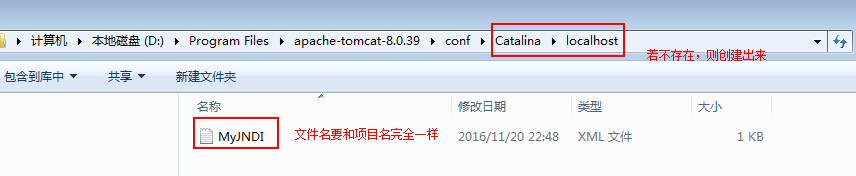 计算机 本地磁盘 (D:) Program Files apache-tomcat-8.0.39 conf Catalina localhost
若不存在，则创建出来
包含到库中 共享 新建文件夹
名称 修改日期 类型 大小
MyJNDI 文件名要和项目名完全一样 2016/11/20 22:48 XML 文件 1 KB